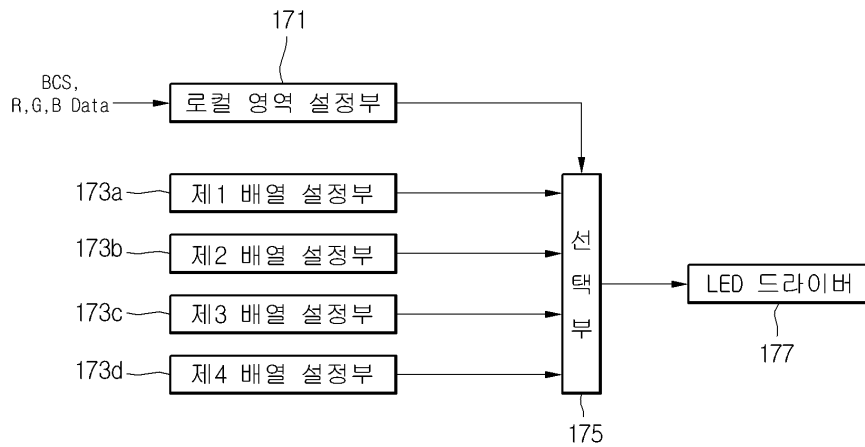 171
BCS,
R,G,B Data
로컬 영역 설정부
173a
제1 배열 설정부
173b
제2 배열 설정부
173c
제3 배열 설정부
173d
제4 배열 설정부
선
택
부
175
LED 드라이버
177